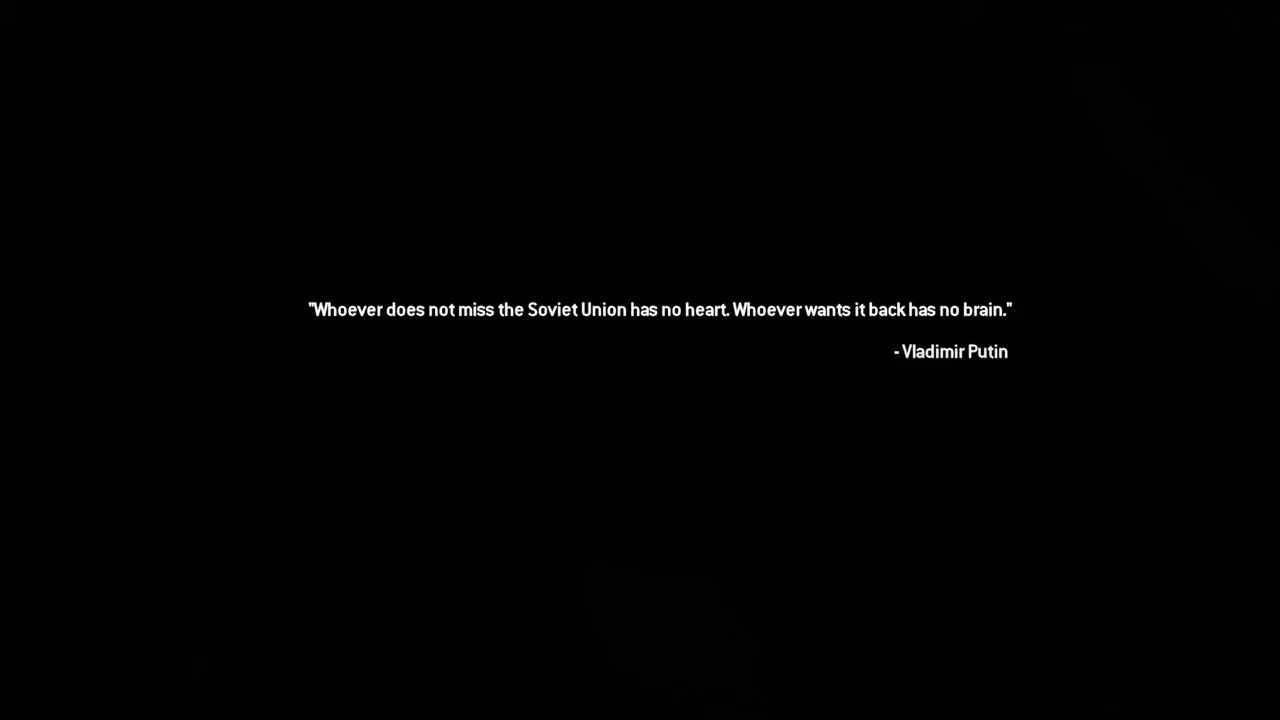 "Whoever does not miss the Soviet Union has no heart. Whoever wants it back has no brain."
- Vladimir Putin